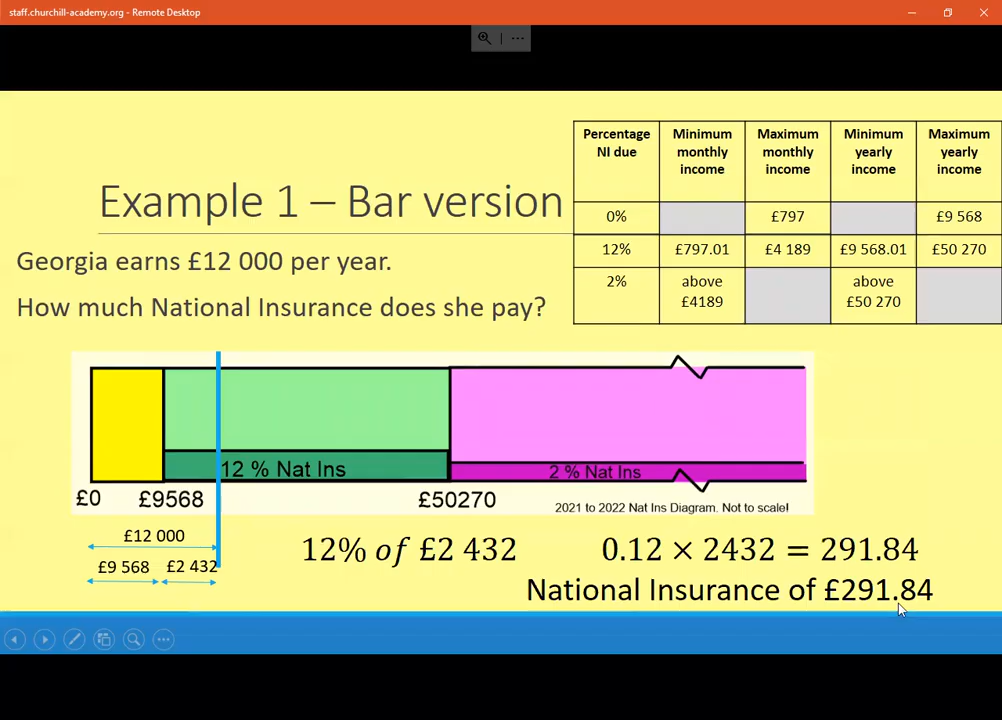 staff.churchill-academy.org - Remote Desktop
Example 1 – Bar version
Georgia earns £12 000 per year.
How much National Insurance does she pay?
Percentage NI due Minimum monthly income Maximum monthly income Minimum yearly income Maximum yearly income
0% £797 £9 568
12% £797.01 £4 189 £9 568.01 £50 270
2% above £4189 above £50 270
12 % Nat Ins
2 % Nat Ins
£0 £9568 £50270
2021 to 2022 Nat Ins Diagram. Not to scale!
£12 000
£9 568 £2 432
12% of £2 432
0.12 × 2432 = 291.84
National Insurance of £291.84